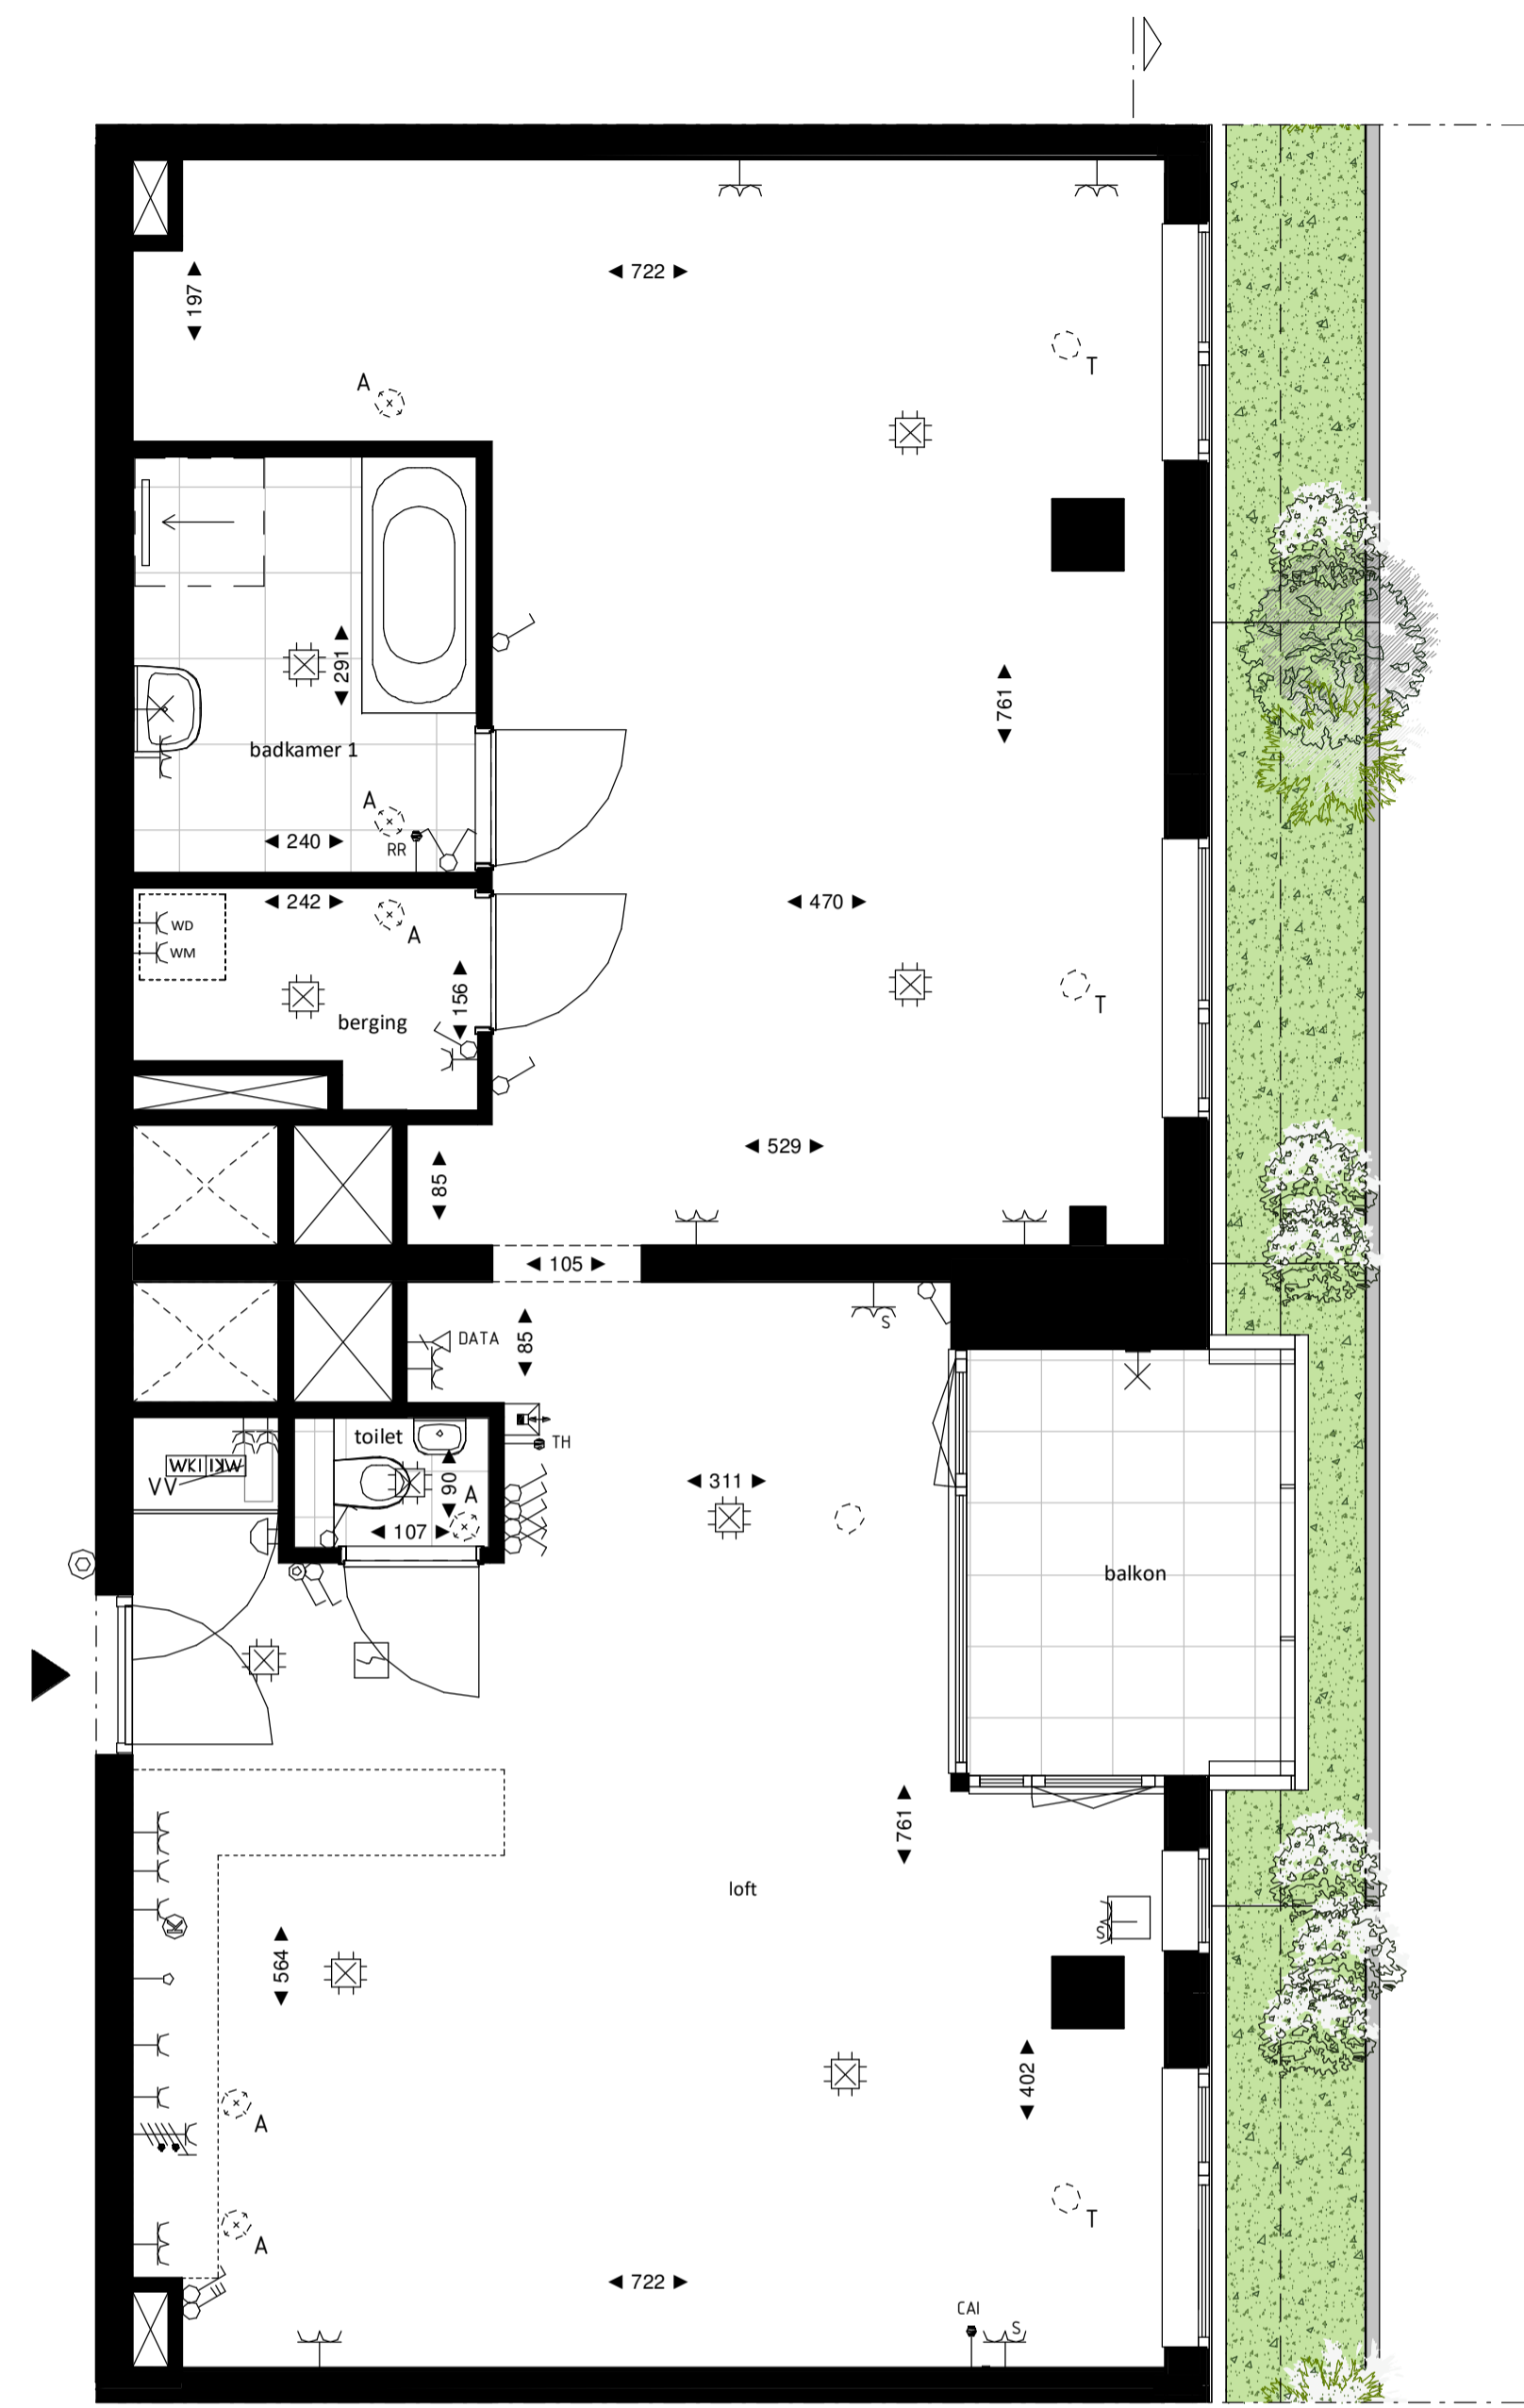 722
197
T
A
291
761
badkamer 1
A
240
RR
242
470
WD
A
WM
156
T
berging
529
85
105
S
DATA
85
toilet
TH
WKI
WKI
VV
90
A
311
107
balkon
761
loft
S
K
564
402
A
T
A
722
CAI
S